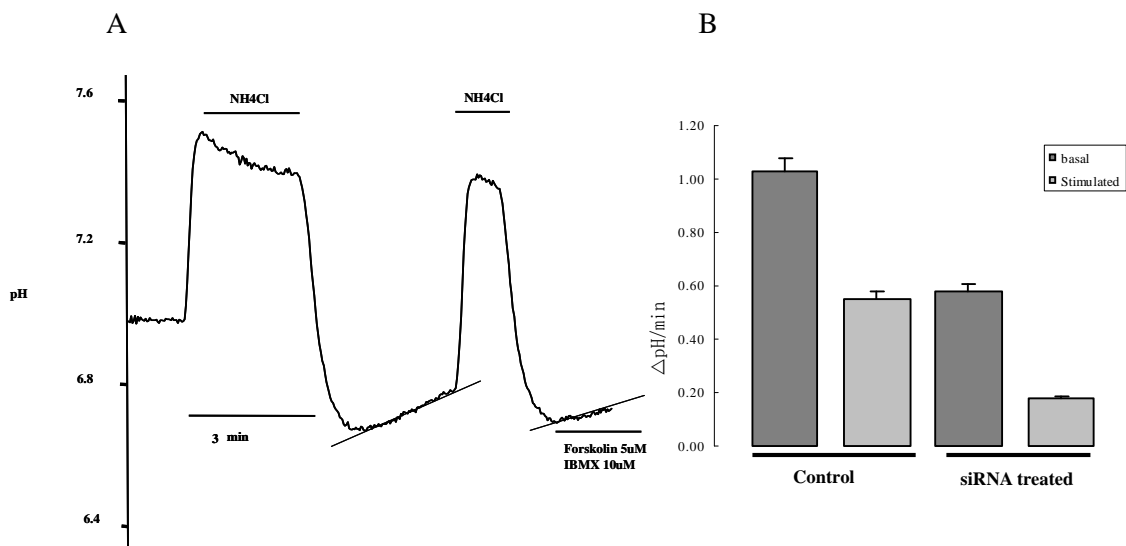 A
7.6
NH4Cl
NH4Cl
7.2
pH
6.8
3 min
Forskolin 5uM
IBMX 10uM
6.4
B
1.20
basal
Stimulated
1.00
0.80
0.60
△pH/min
0.40
0.20
0.00
Control
siRNA treated